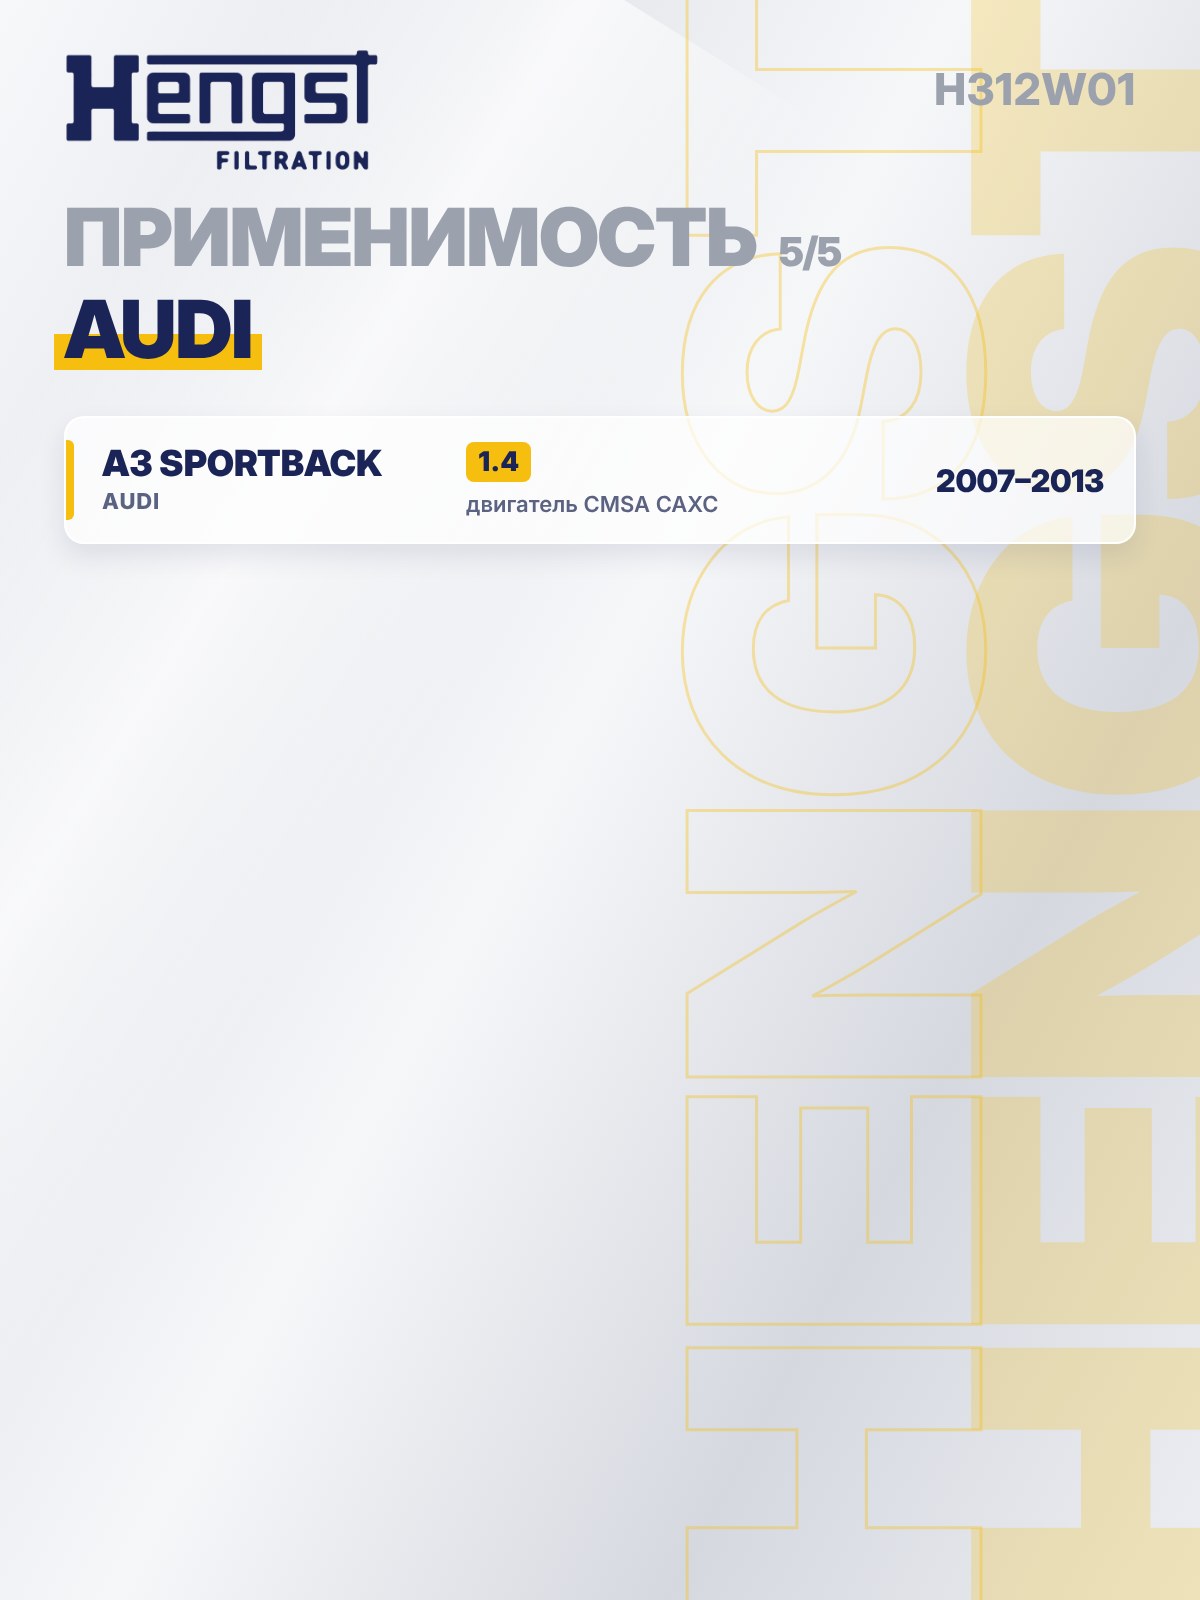 Hengst
FILTRATION
H312W01
ПРИМЕНИМОСТЬ 5/5
AUDI
A3 SPORTBACK
AUDI
1.4
двигатель CMSA CAXC
2007–2013
HENGST
HENGST